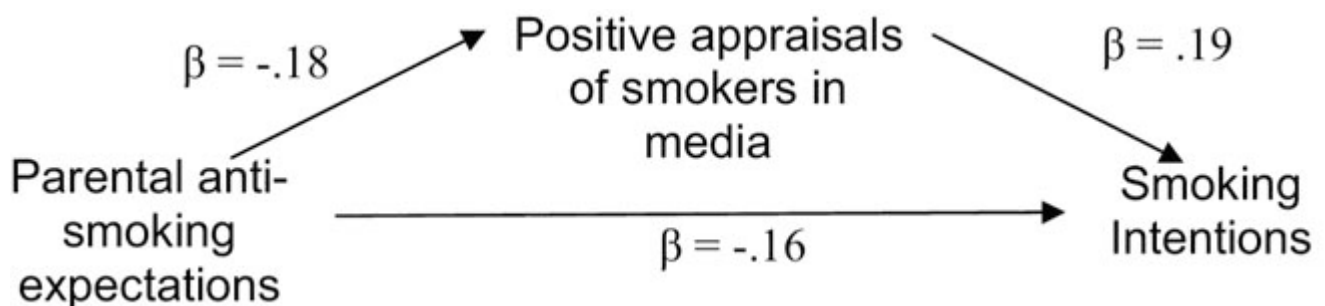 Positive appraisals
of smokers in
media
β = -.18
β = .19
Parental anti-
smoking
expectations
Smoking
Intentions
β = -.16